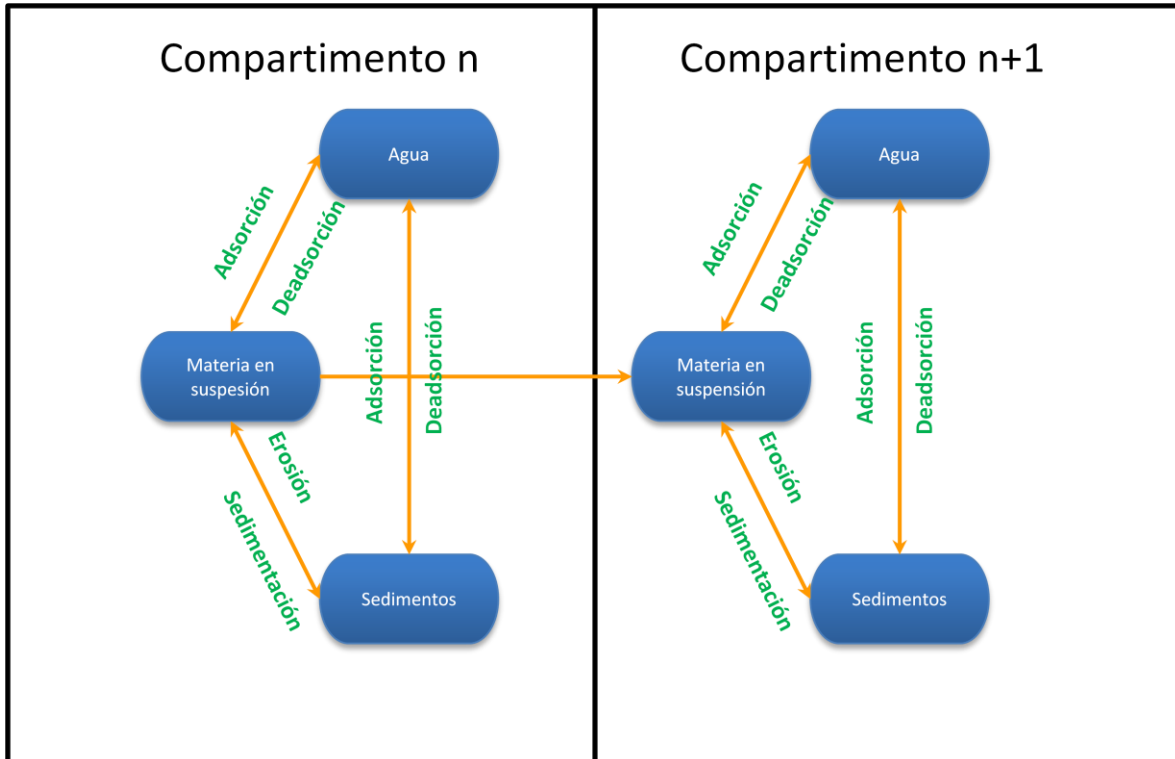 Compartimento n
Agua
Adsorción
Deadsorción
Materia en
suspesión
Adsorción
Deadsorción
Erosión
Sedimentación
Sedimentos
Compartimento n+1
Agua
Adsorción
Deadsorción
Materia en
suspensión
Adsorción
Deadsorción
Erosión
Sedimentación
Sedimentos